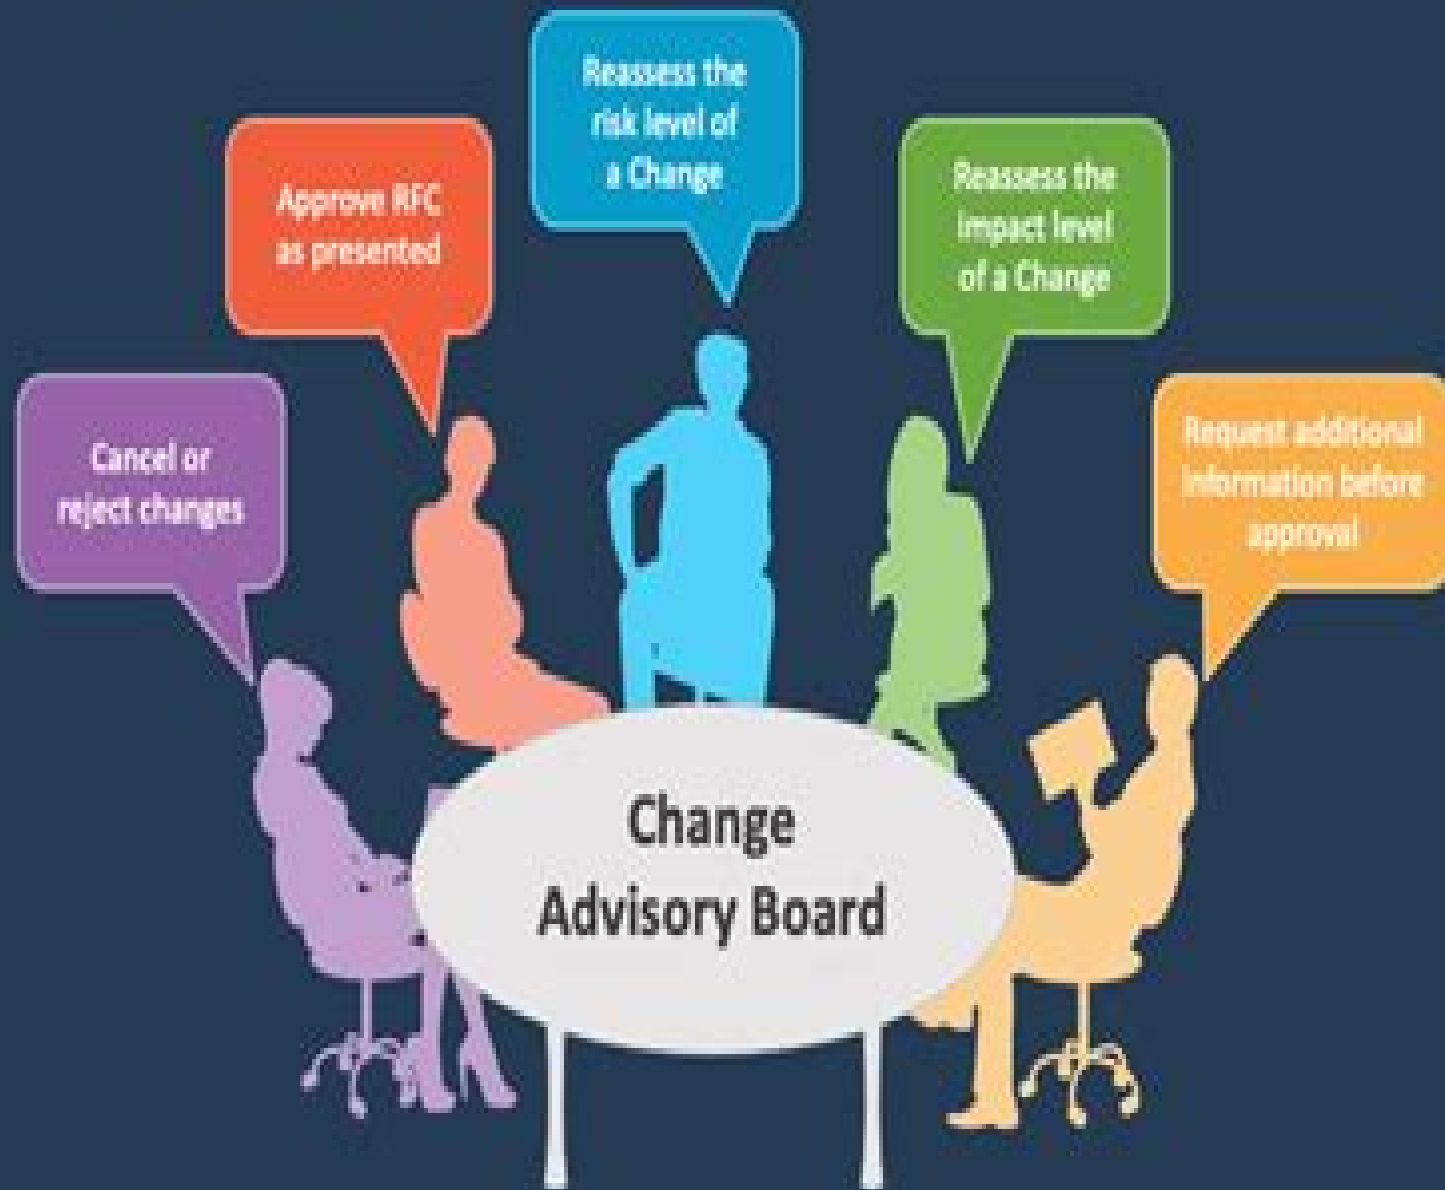 Reassess the
risk level of
a Change
Approve RFC
as presented
Reassess the
impact level
of a Change
Cancel or
reject changes
Request additional
information before
approval
Change
Advisory Board